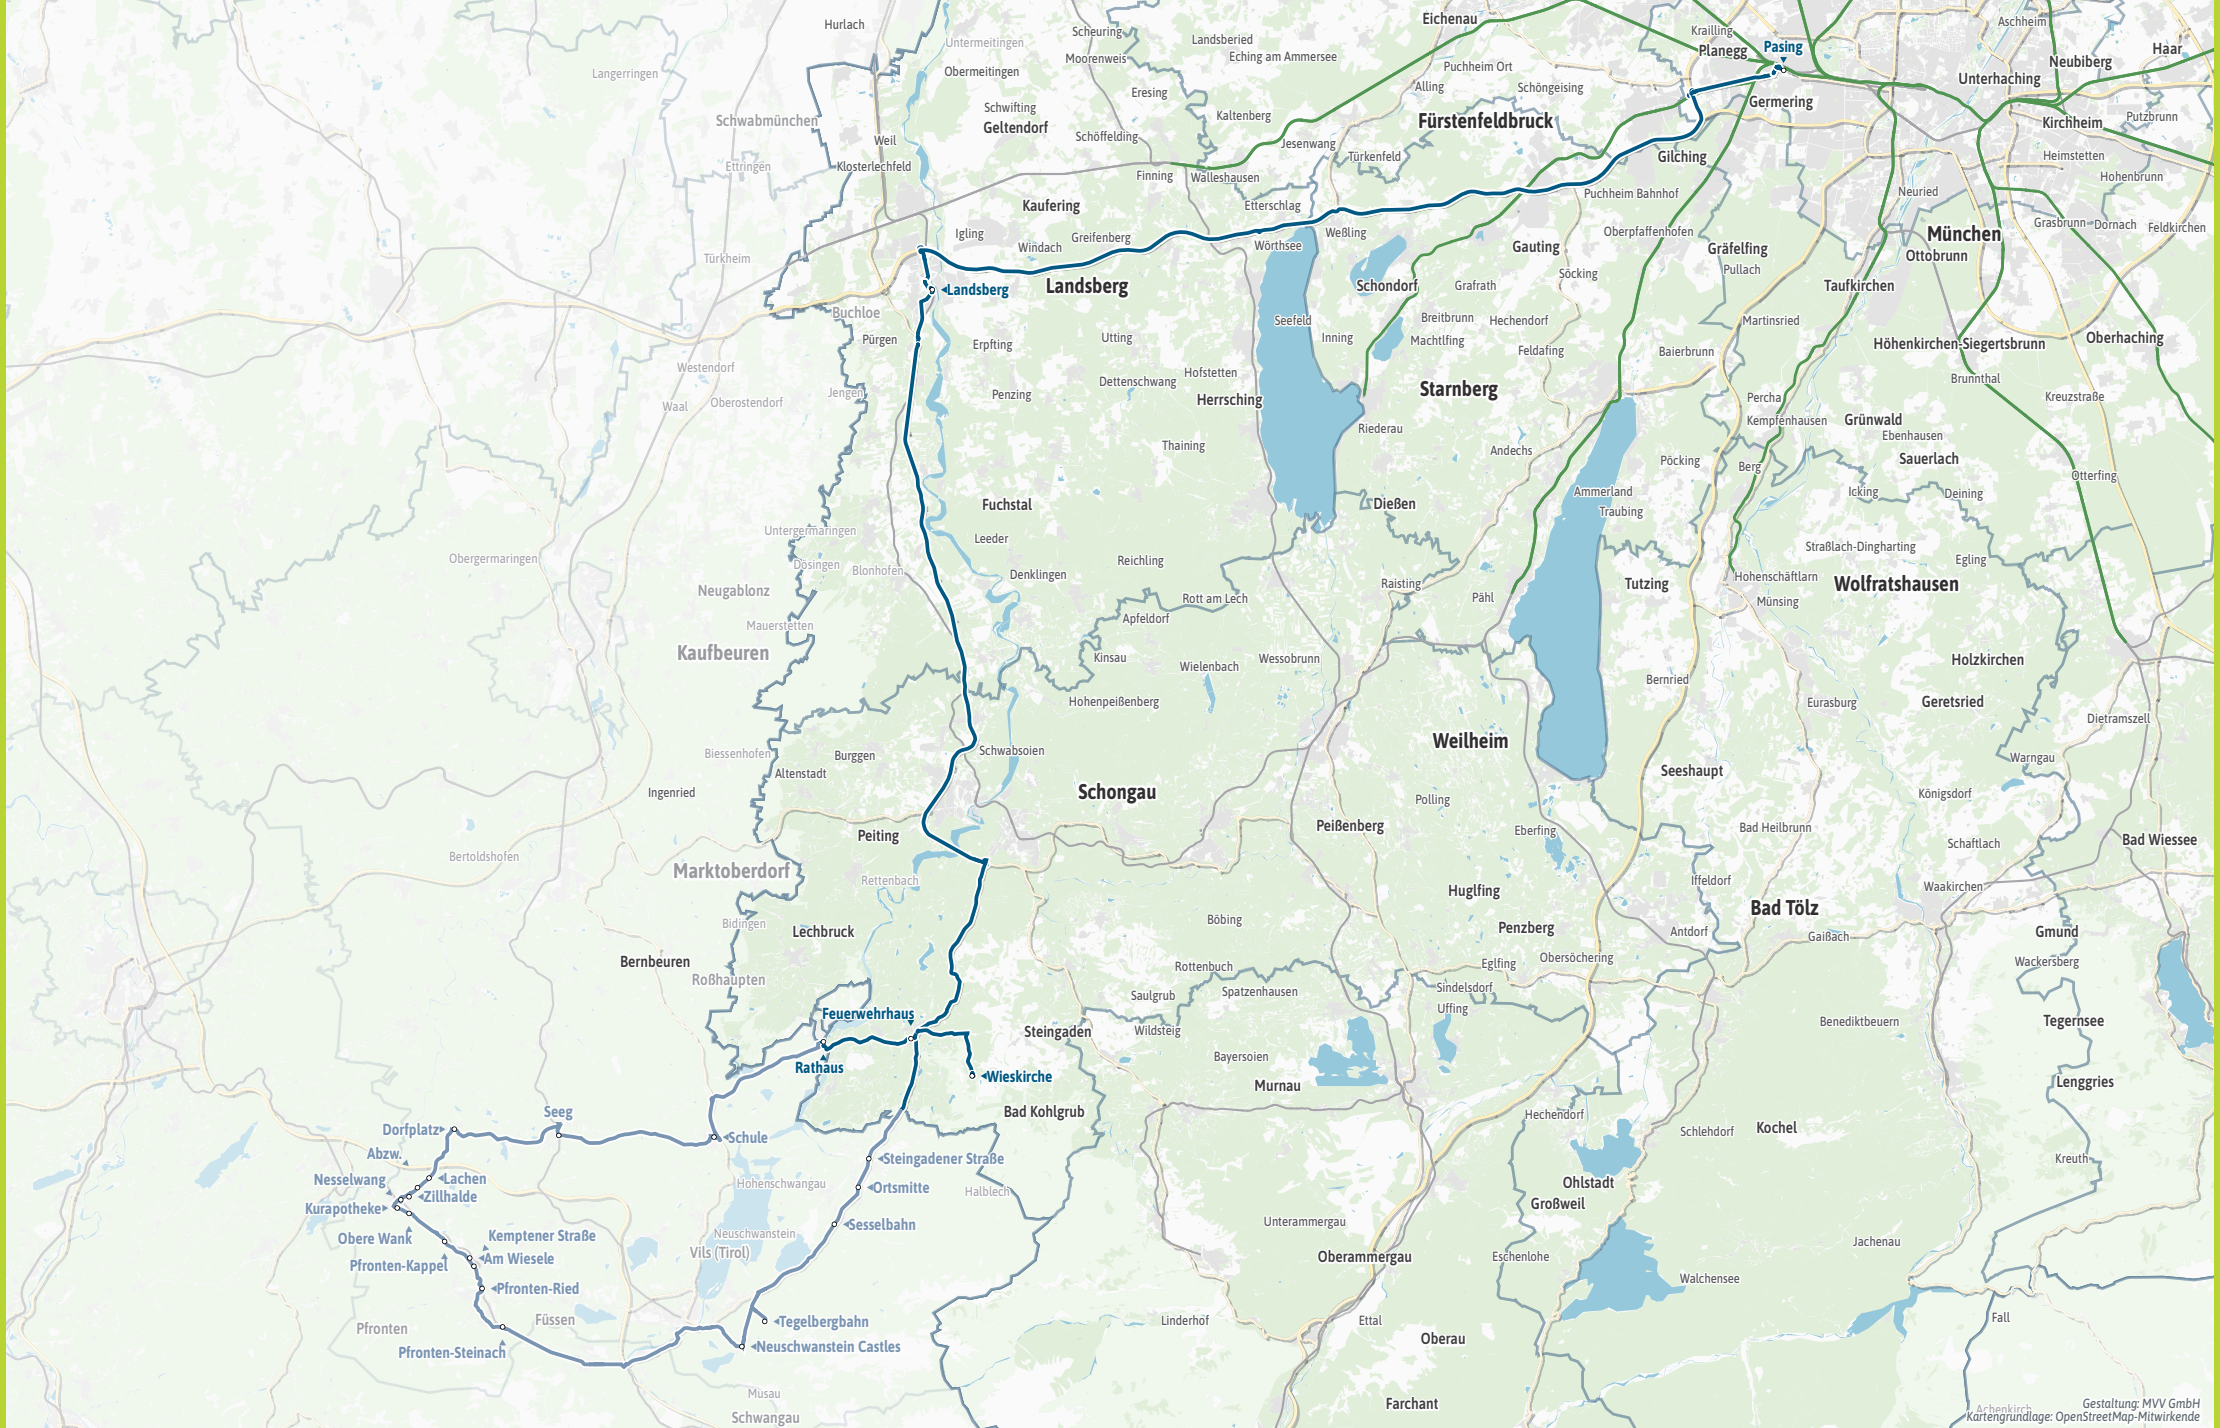 Hurlach
Scheuring
Eichenau
Aschheim
Krailling
Untermeitingen
Landsberied
Moorenweis
Eching am Ammersee
Planegg
Pasing
Haar
Neubiberg
Langerringen
Obermeitingen
Puchheim Ort
Unterhaching
Eresing
Alling
Schöngeising
Germering
Schwifting
Kaltenberg
Putzbrunn
Schwabmünchen
Geltendorf
Fürstenfeldbruck
Kirchheim
Weil
Schöffelding
Jesenwang
Ettringen
Klosterlechfeld
Türkenfeld
Gilching
Heimstetten
Finning
Walleshausen
Hohenbrunn
Puchheim Bahnhof
Neuried
Kaufering
Etterschlag
Grasbrunn
Dornach
Feldkirchen
Igling
Windach
Greifenberg
Wörthsee
Weßling
Oberpfaffenhofen
München
Gauting
Gräfelfing
Ottobrunn
Türkheim
Pullach
Söcking
Landsberg
Landsberg
Schondorf
Grafrath
Taufkirchen
Buchloe
Seefeld
Breitbrunn
Hechendorf
Martinsried
Pürgen
Erpfting
Utting
Inning
Machtlfing
Feldafing
Baierbrunn
Höhenkirchen-Siegertsbrunn
Oberhaching
Westendorf
Hofstetten
Dettenschwang
Brunnthal
Jengen
Penzing
Herrsching
Starnberg
Percha
Kreuzstraße
Waal
Oberostendorf
Kempfenhausen
Grünwald
Riederau
Ebenhausen
Thaining
Andechs
Pöcking
Berg
Sauerlach
Otterfing
Fuchstal
Dießen
Ammerland
Icking
Deining
Traubing
Untergermaringen
Leeder
Straßlach-Dingharting
Obergermaringen
Dösingen
Blonhofen
Denklingen
Reichling
Egling
Hohenschäftlarn
Neugablonz
Rott am Lech
Raisting
Pähl
Tutzing
Münsing
Wolfratshausen
Mauerstetten
Apfeldorf
Kaufbeuren
Kinsau
Wielenbach
Wessobrunn
Holzkirchen
Bernried
Hohenpeißenberg
Eurasburg
Geretsried
Dietramszell
Biessenhofen
Burggen
Schwabsoien
Weilheim
Warngau
Altenstadt
Seeshaupt
Ingenried
Schongau
Polling
Königsdorf
Peiting
Peißenberg
Eberfing
Bad Heilbrunn
Schaftlach
Bad Wiessee
Bertoldshofen
Marktoberdorf
Rettenbach
Iffeldorf
Huglfing
Waakirchen
Bidingen
Lechbruck
Böbing
Bad Tölz
Penzberg
Antdorf
Gaißach
Gmund
Bernbeuren
Roßhaupten
Rottenbuch
Eglfing
Obersöchering
Wackersberg
Saulgrub
Spatzenhausen
Sindelsdorf
Uffing
Feuerwehrhaus
Steingaden
Wildsteig
Benediktbeuern
Tegernsee
Rathaus
Wieskirche
Bayersoien
Murnau
Lenggries
Seeg
Bad Kohlgrub
Hechendorf
Dorfplatz
Schule
Schlehdorf
Kochel
Abzw.
Steingadener Straße
Kreuth
Nesselwang
Lachen
Zillhalde
Hohenschwangau
Ortsmitte
Halblech
Ohlstadt
Großweil
Kurapotheke
Obere Wank
Kemptener Straße
Neuschwanstein
Sesselbahn
Unterammergau
Am Wiesele
Vils (Tirol)
Oberammergau
Eschenlohe
Jachenau
Pfronten-Kappel
Pfronten-Ried
Walchensee
Füssen
Tegelbergbahn
Linderhof
Ettal
Fall
Pfronten
Pfronten-Steinach
Neuschwanstein Castles
Oberau
Musau
Schwangau
Farchant
Achenkirch
Gestaltung: MVV GmbH
Kartengrundlage: OpenStreetMap-Mitwirkende